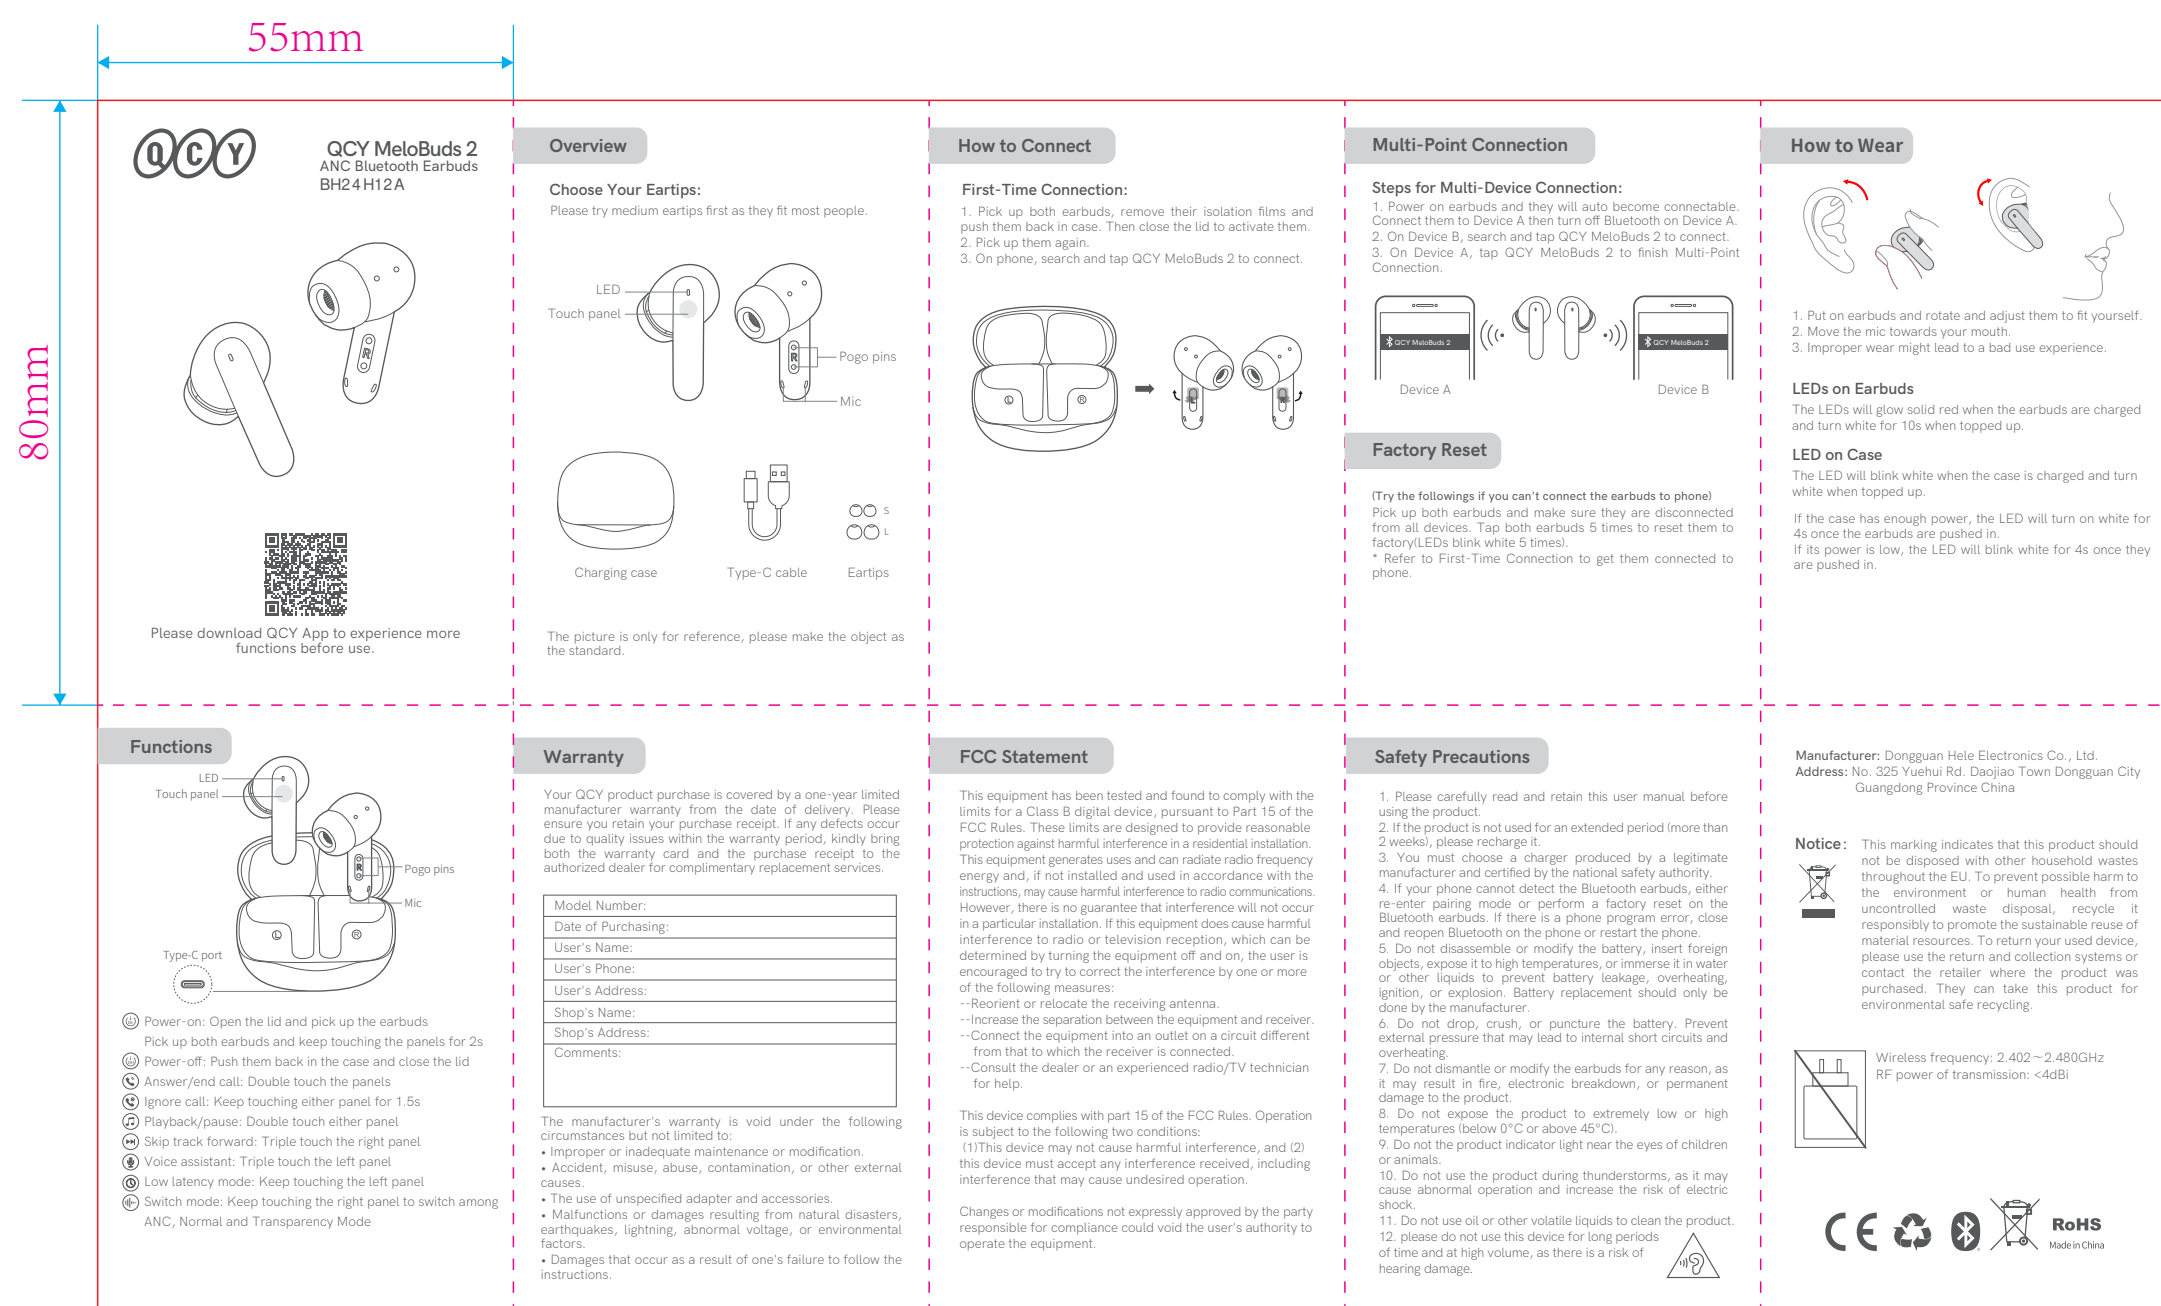 55mm
80mm
QCY
QCY MeloBuds 2
ANC Bluetooth Earbuds
BH24H12A
R
Please download QCY App to experience more
functions before use.
Overview
Choose Your Eartips:
Please try medium eartips first as they fit most people.
LED
Touch panel
R
Pogo pins
Mic
S
L
Charging case
Type-C cable
Eartips
The picture is only for reference, please make the object as
the standard.
How to Connect
First-Time Connection:
1. Pick up both earbuds, remove their isolation films and
push them back in case. Then close the lid to activate them.
2. Pick up them again.
3. On phone, search and tap QCY MeloBuds 2 to connect.
L
R
L
R
Multi-Point Connection
Steps for Multi-Device Connection:
1. Power on earbuds and they will auto become connectable.
Connect them to Device A then turn off Bluetooth on Device A.
2. On Device B, search and tap QCY MeloBuds 2 to connect.
3. On Device A, tap QCY MeloBuds 2 to finish Multi-Point
Connection.
QCY MeloBuds 2
QCY MeloBuds 2
Device A
Device B
Factory Reset
(Try the followings if you can't connect the earbuds to phone)
Pick up both earbuds and make sure they are disconnected
from all devices. Tap both earbuds 5 times to reset them to
factory(LEDs blink white 5 times).
* Refer to First-Time Connection to get them connected to
phone.
How to Wear
1. Put on earbuds and rotate and adjust them to fit yourself.
2. Move the mic towards your mouth.
3. Improper wear might lead to a bad use experience.
LEDs on Earbuds
The LEDs will glow solid red when the earbuds are charged
and turn white for 10s when topped up.
LED on Case
The LED will blink white when the case is charged and turn
white when topped up.
If the case has enough power, the LED will turn on white for
4s once the earbuds are pushed in.
If its power is low, the LED will blink white for 4s once they
are pushed in.
Functions
LED
Touch panel
R
Pogo pins
Mic
L
R
Type-C port
Power-on: Open the lid and pick up the earbuds
Pick up both earbuds and keep touching the panels for 2s
Power-off: Push them back in the case and close the lid
Answer/end call: Double touch the panels
Ignore call: Keep touching either panel for 1.5s
Playback/pause: Double touch either panel
Skip track forward: Triple touch the right panel
Voice assistant: Triple touch the left panel
Low latency mode: Keep touching the left panel
Switch mode: Keep touching the right panel to switch among
ANC, Normal and Transparency Mode
Warranty
Your QCY product purchase is covered by a one-year limited
manufacturer warranty from the date of delivery. Please
ensure you retain your purchase receipt. If any defects occur
due to quality issues within the warranty period, kindly bring
both the warranty card and the purchase receipt to the
authorized dealer for complimentary replacement services.
Model Number:
Date of Purchasing:
User's Name:
User's Phone:
User's Address:
Shop's Name:
Shop's Address:
Comments:
The manufacturer's warranty is void under the following
circumstances but not limited to:
• Improper or inadequate maintenance or modification.
• Accident, misuse, abuse, contamination, or other external
causes.
• The use of unspecified adapter and accessories.
• Malfunctions or damages resulting from natural disasters,
earthquakes, lightning, abnormal voltage, or environmental
factors.
• Damages that occur as a result of one's failure to follow the
instructions.
FCC Statement
This equipment has been tested and found to comply with the
limits for a Class B digital device, pursuant to Part 15 of the
FCC Rules. These limits are designed to provide reasonable
protection against harmful interference in a residential installation.
This equipment generates uses and can radiate radio frequency
energy and, if not installed and used in accordance with the
instructions, may cause harmful interference to radio communications.
However, there is no guarantee that interference will not occur
in a particular installation. If this equipment does cause harmful
interference to radio or television reception, which can be
determined by turning the equipment off and on, the user is
encouraged to try to correct the interference by one or more
of the following measures:
--Reorient or relocate the receiving antenna.
--Increase the separation between the equipment and receiver.
--Connect the equipment into an outlet on a circuit different
from that to which the receiver is connected.
--Consult the dealer or an experienced radio/TV technician
for help.
This device complies with part 15 of the FCC Rules. Operation
is subject to the following two conditions:
(1)This device may not cause harmful interference, and (2)
this device must accept any interference received, including
interference that may cause undesired operation.
Changes or modifications not expressly approved by the party
responsible for compliance could void the user's authority to
operate the equipment.
Safety Precautions
1. Please carefully read and retain this user manual before
using the product.
2. If the product is not used for an extended period (more than
2 weeks), please recharge it.
3. You must choose a charger produced by a legitimate
manufacturer and certified by the national safety authority.
4. If your phone cannot detect the Bluetooth earbuds, either
re-enter pairing mode or perform a factory reset on the
Bluetooth earbuds. If there is a phone program error, close
and reopen Bluetooth on the phone or restart the phone.
5. Do not disassemble or modify the battery, insert foreign
objects, expose it to high temperatures, or immerse it in water
or other liquids to prevent battery leakage, overheating,
ignition, or explosion. Battery replacement should only be
done by the manufacturer.
6. Do not drop, crush, or puncture the battery. Prevent
external pressure that may lead to internal short circuits and
overheating.
7. Do not dismantle or modify the earbuds for any reason, as
it may result in fire, electronic breakdown, or permanent
damage to the product.
8. Do not expose the product to extremely low or high
temperatures (below 0°C or above 45°C).
9. Do not the product indicator light near the eyes of children
or animals.
10. Do not use the product during thunderstorms, as it may
cause abnormal operation and increase the risk of electric
shock.
11. Do not use oil or other volatile liquids to clean the product.
12. please do not use this device for long periods
of time and at high volume, as there is a risk of
hearing damage.
Manufacturer: Dongguan Hele Electronics Co., Ltd.
Address: No. 325 Yuehui Rd. Daojiao Town Dongguan City
Guangdong Province China
Notice:
This marking indicates that this product should
not be disposed with other household wastes
throughout the EU. To prevent possible harm to
the environment or human health from
uncontrolled waste disposal, recycle it
responsibly to promote the sustainable reuse of
material resources. To return your used device,
please use the return and collection systems or
contact the retailer where the product was
purchased. They can take this product for
environmental safe recycling.
Wireless frequency: 2.402～2.480GHz
RF power of transmission: <4dBi
CE
RoHS
Made in China